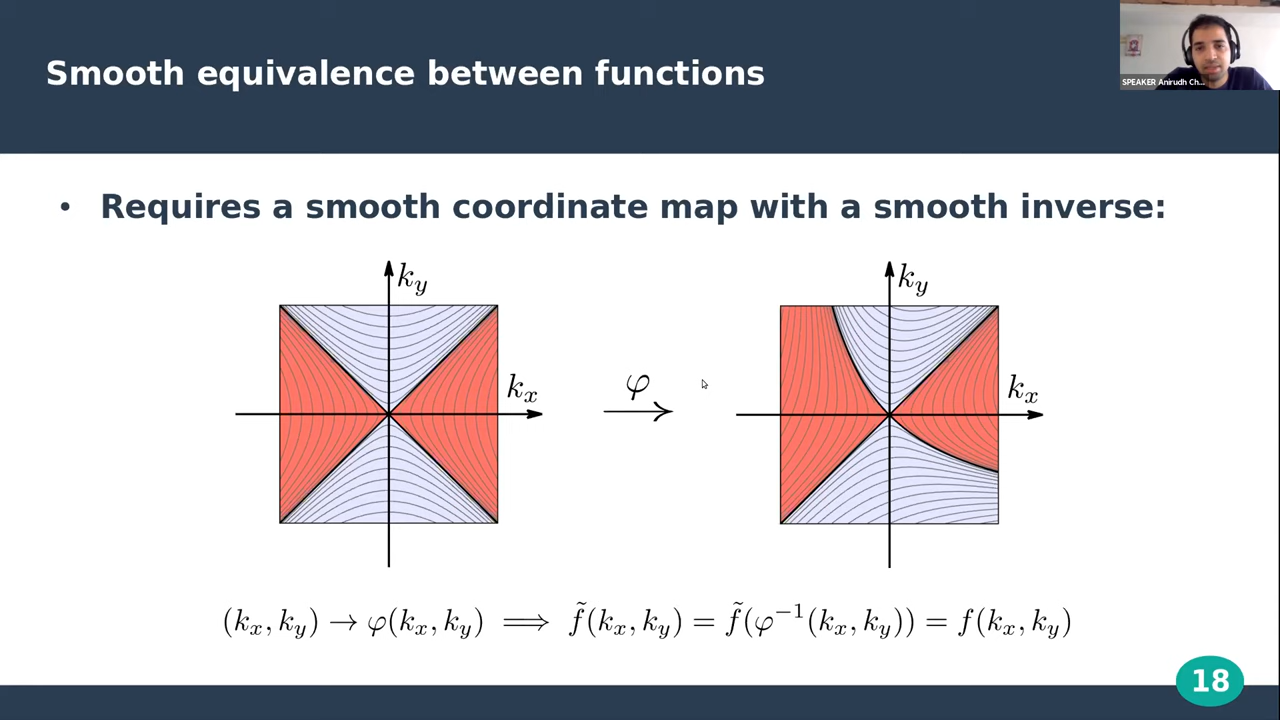 Smooth equivalence between functions
SPEAKER Anirudh Ch...
• Requires a smooth coordinate map with a smooth inverse:
k_y
k_y
φ
k_x
k_x
(k_x, k_y) → φ(k_x, k_y) ⟹ f̃(k_x, k_y) = f̃(φ⁻¹(k_x, k_y)) = f(k_x, k_y)
18